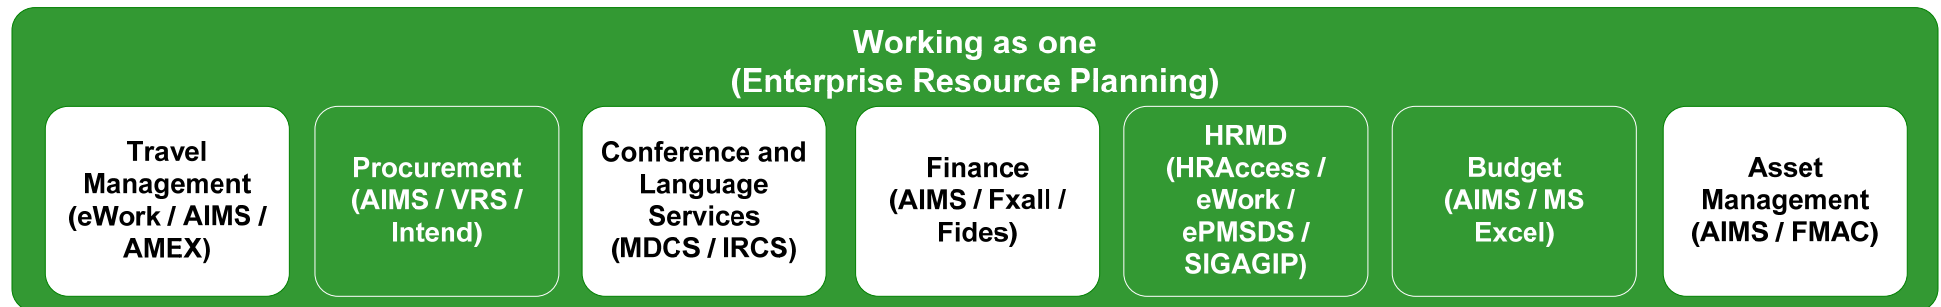 Working as one
(Enterprise Resource Planning)
Travel
Management
(eWork / AIMS /
AMEX)
Procurement
(AIMS / VRS /
Intend)
Conference and
Language
Services
(MDCS / IRCS)
Finance
(AIMS / Fxall /
Fides)
HRMD
(HRAccess /
eWork /
ePMSDS /
SIGAGIP)
Budget
(AIMS / MS
Excel)
Asset
Management
(AIMS / FMAC)